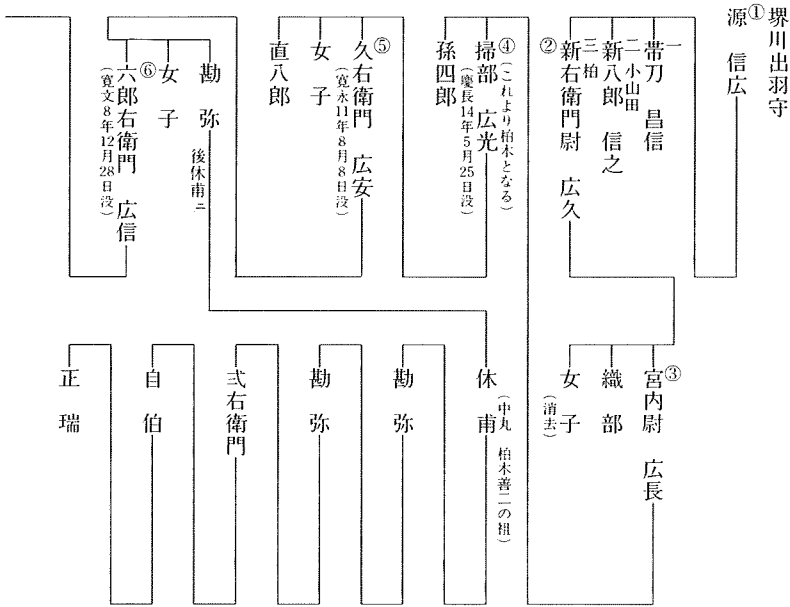 堺川出羽守
①源　信広
一
帯刀　昌信
二　小山田
新八郎　信之
三　柏
②新右衛門尉　広久
③宮内尉　広長
織部
女子
（消去）
④（これより柏木となる）
掃部　広光
（慶長14年5月25日没）
孫四郎
⑤久右衛門　広安
（寛永11年8月8日没）
女子
直八郎
勘弥　後休甫ニ
女子
⑥六郎右衛門　広信
（寛文8年12月28日没）
休甫
（中丸　柏木善二の祖）
勘弥
勘弥
弐右衛門
自伯
正瑞